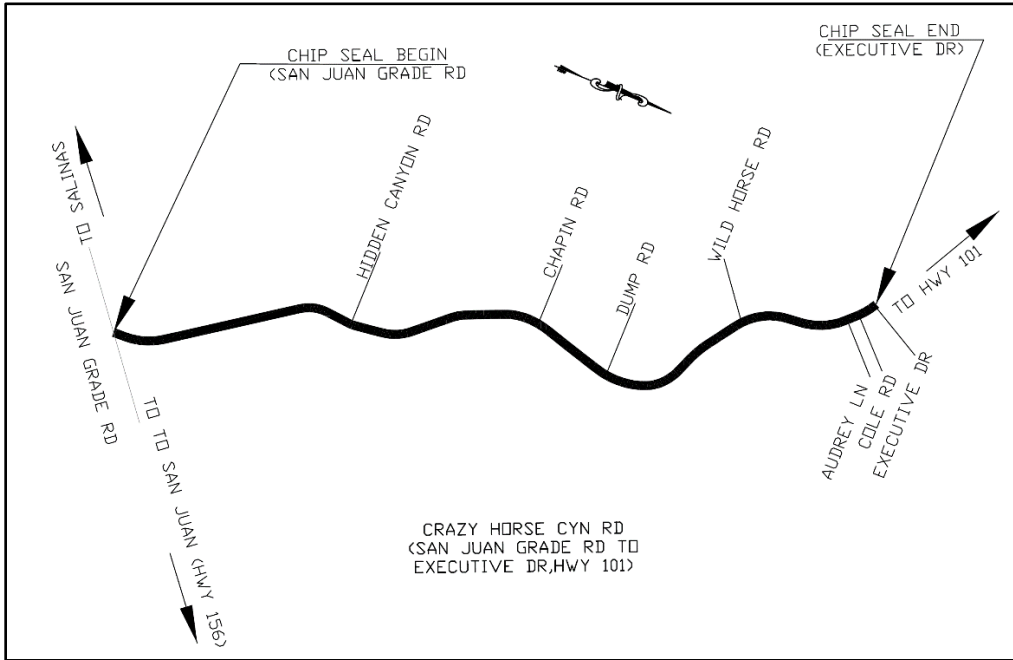 CHIP SEAL BEGIN
(SAN JUAN GRADE RD
CHIP SEAL END
(EXECUTIVE DR)
TO SALINAS
SAN JUAN GRADE RD
TO TO SAN JUAN (HWY 156)
HIDDEN CANYON RD
CHAPIN RD
DUMP RD
WILD HORSE RD
TO HWY 101
AUDREY LN
COLE RD
EXECUTIVE DR
CRAZY HORSE CYN RD
(SAN JUAN GRADE RD TO
EXECUTIVE DR,HWY 101)